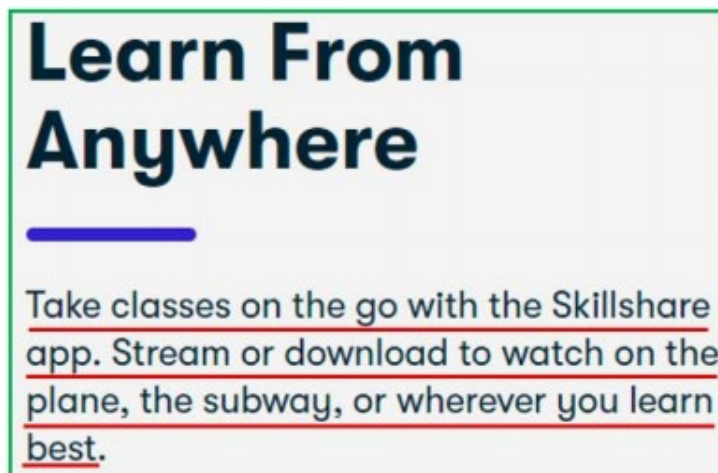 Learn From
Anywhere
Take classes on the go with the Skillshare
app. Stream or download to watch on the
plane, the subway, or wherever you learn
best.